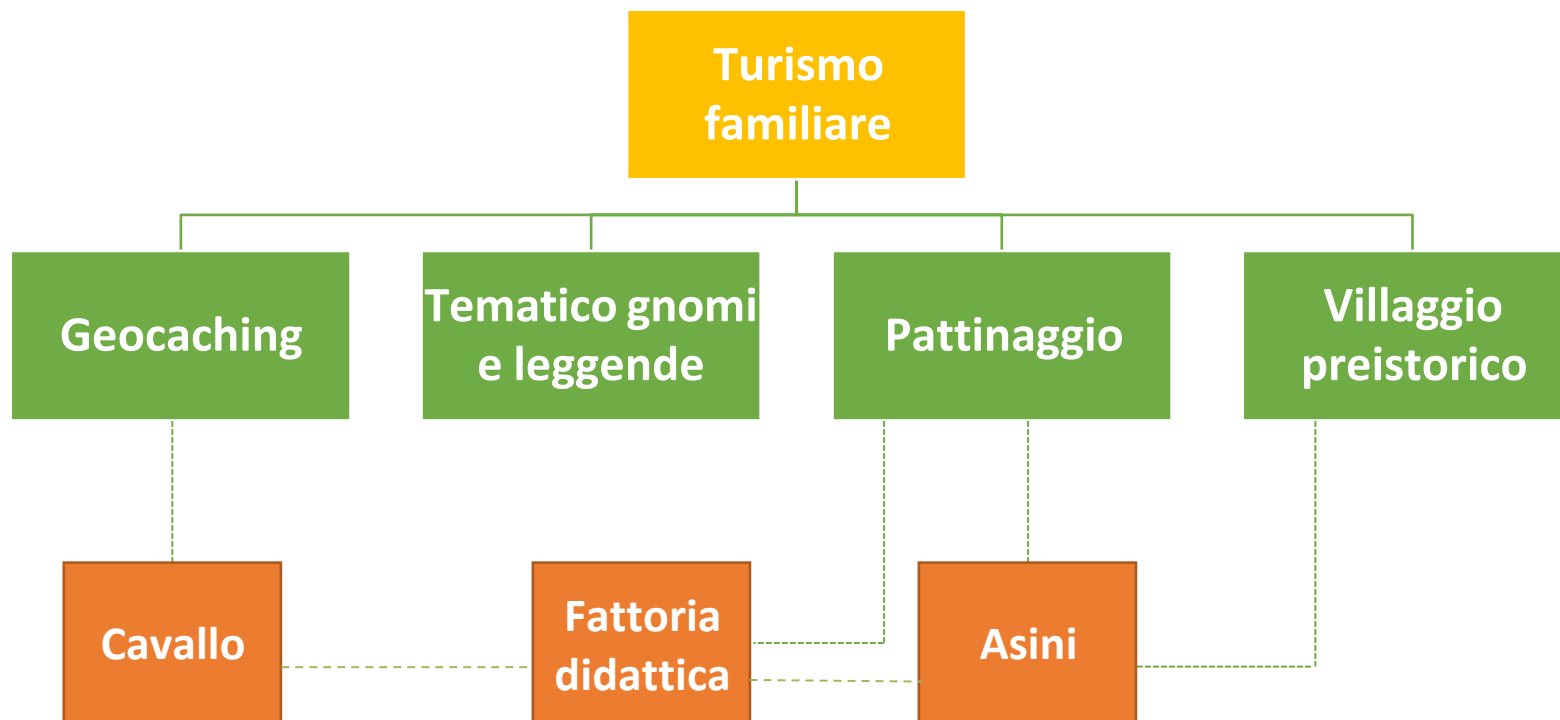 Turismo
familiare
Geocaching
Tematico gnomi
e leggende
Pattinaggio
Villaggio
preistorico
Cavallo
Fattoria
didattica
Asini